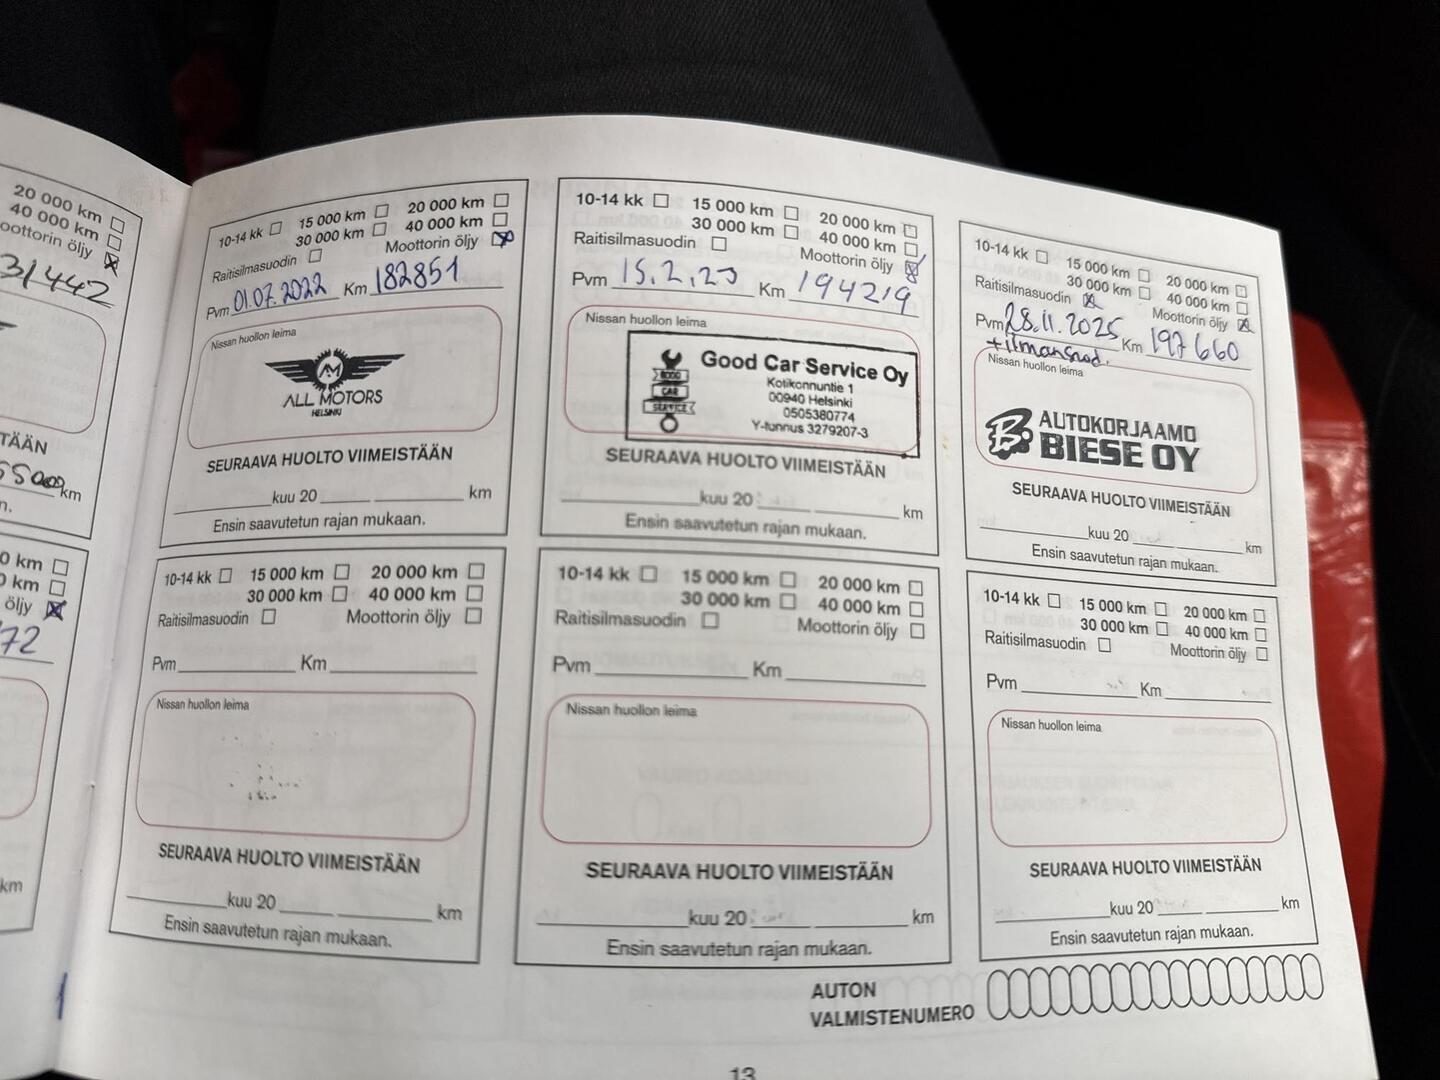 20 000 km
40 000 km
oottorin öljy
31442
TÄÄN
55000 km
n.
0 km
0 km
öljy
72
km
10-14 kk 15 000 km 20 000 km
30 000 km 40 000 km
Raitisilmasuodin Moottorin öljy
Pvm 01.07.2022 Km 182851
Nissan huollon leima
AM
ALL MOTORS
HELSINKI
SEURAAVA HUOLTO VIIMEISTÄÄN
kuu 20 km
Ensin saavutetun rajan mukaan.
10-14 kk 15 000 km 20 000 km
30 000 km 40 000 km
Raitisilmasuodin Moottorin öljy
Pvm 15.2.23 Km 194219
Nissan huollon leima
GOOD
CAR
SERVICE
Good Car Service Oy
Kotikonnuntie 1
00940 Helsinki
0505380774
Y-tunnus 3279207-3
SEURAAVA HUOLTO VIIMEISTÄÄN
kuu 20 km
Ensin saavutetun rajan mukaan.
10-14 kk 15 000 km 20 000 km
30 000 km 40 000 km
Raitisilmasuodin Moottorin öljy
Pvm 28.11.2025 Km 197660
+ilmansuod.
Nissan huollon leima
B.
AUTOKORJAAMO
BIESE OY
SEURAAVA HUOLTO VIIMEISTÄÄN
kuu 20 km
Ensin saavutetun rajan mukaan.
10-14 kk 15 000 km 20 000 km
30 000 km 40 000 km
Raitisilmasuodin Moottorin öljy
Pvm Km
Nissan huollon leima
SEURAAVA HUOLTO VIIMEISTÄÄN
kuu 20 km
Ensin saavutetun rajan mukaan.
10-14 kk 15 000 km 20 000 km
30 000 km 40 000 km
Raitisilmasuodin Moottorin öljy
Pvm Km
Nissan huollon leima
SEURAAVA HUOLTO VIIMEISTÄÄN
kuu 20 km
Ensin saavutetun rajan mukaan.
10-14 kk 15 000 km 20 000 km
30 000 km 40 000 km
Raitisilmasuodin Moottorin öljy
Pvm Km
Nissan huollon leima
SEURAAVA HUOLTO VIIMEISTÄÄN
kuu 20 km
Ensin saavutetun rajan mukaan.
AUTON
VALMISTENUMERO
13